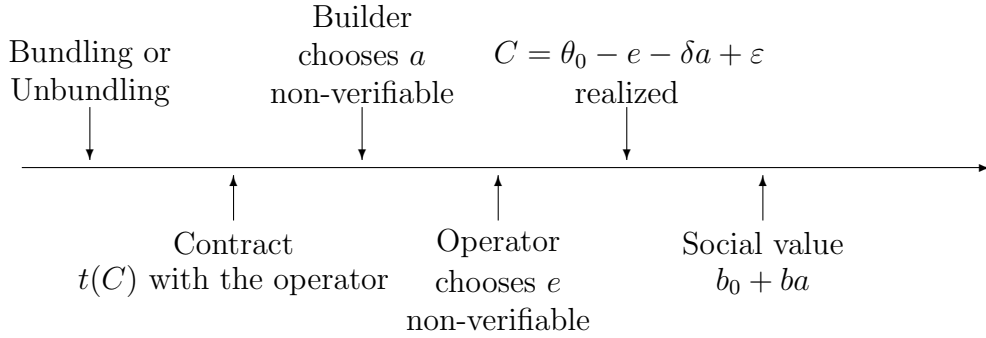 Bundling or
Unbundling
Builder
chooses a
non-verifiable
C = θ₀ − e − δa + ε
realized
Contract
t(C) with the operator
Operator
chooses e
non-verifiable
Social value
b₀ + ba